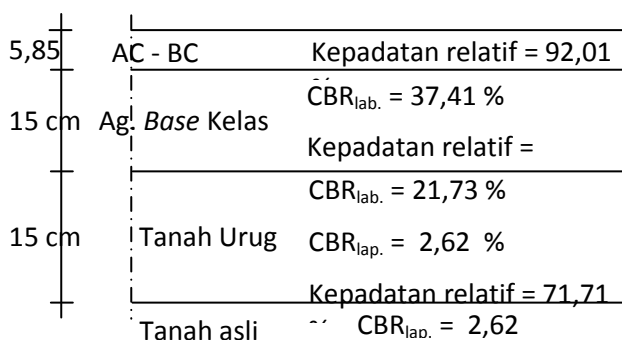 5,85 AC - BC Kepadatan relatif = 92,01
CBRlab. = 37,41 %
15 cm Ag. Base Kelas
Kepadatan relatif =
CBRlab. = 21,73 %
15 cm Tanah Urug CBRlap. = 2,62 %
Kepadatan relatif = 71,71
Tanah asli CBRlap. = 2,62